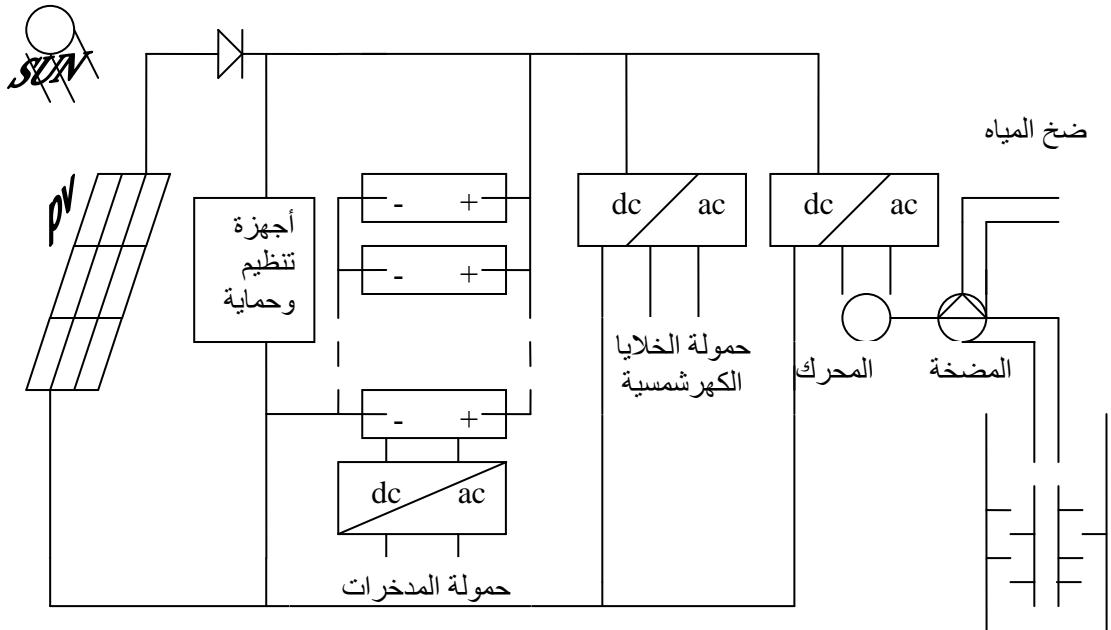 SUN
ضخ المياه
pv
أجهزة
تنظيم
وحماية
- +
- +
- +
dc ac
dc ac
حمولة الخلايا
الكهرشمسية
المحرك
المضخة
dc ac
حمولة المدخرات